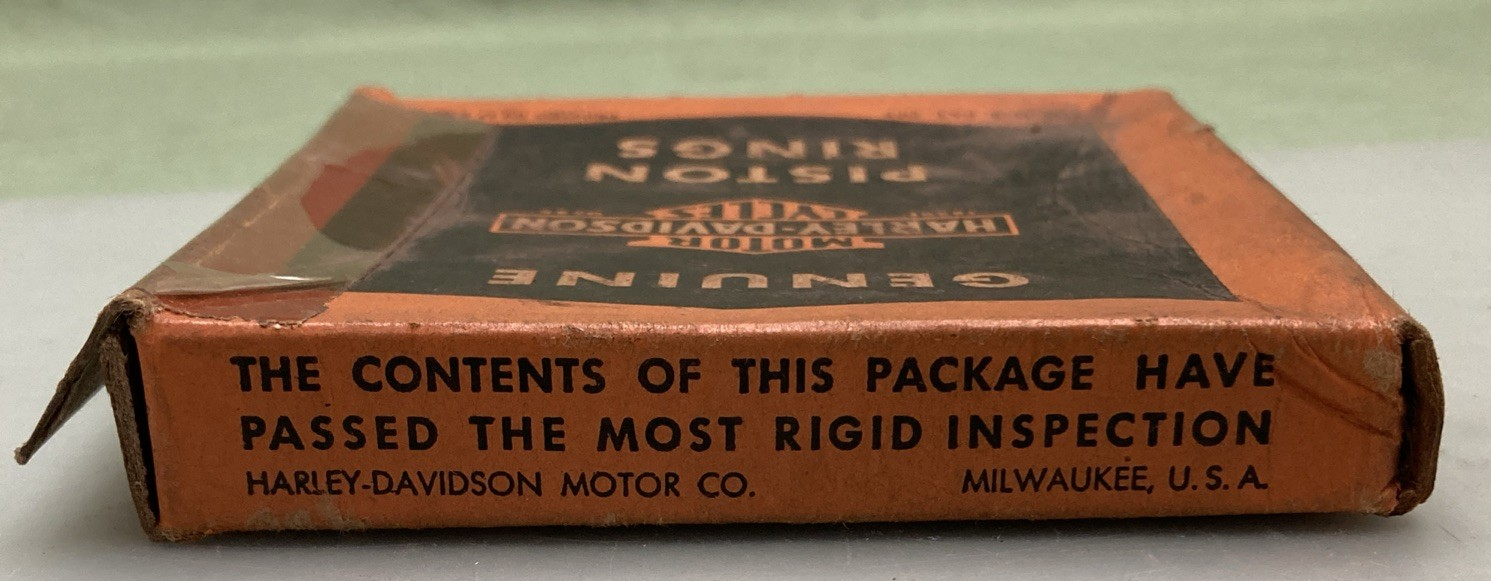 GENUINE
MOTOR
HARLEY-DAVIDSON
CYCLES
PISTON
RINGS
THE CONTENTS OF THIS PACKAGE HAVE
PASSED THE MOST RIGID INSPECTION
HARLEY-DAVIDSON MOTOR CO. MILWAUKEE, U. S. A.